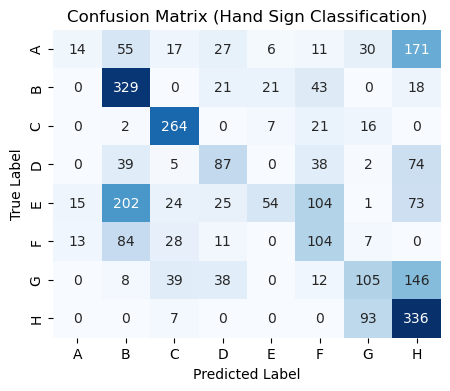 Confusion Matrix (Hand Sign Classification)
A 14 55 17 27 6 11 30 171
B 0 329 0 21 21 43 0 18
C 0 2 264 0 7 21 16 0
D 0 39 5 87 0 38 2 74
E 15 202 24 25 54 104 1 73
F 13 84 28 11 0 104 7 0
G 0 8 39 38 0 12 105 146
H 0 0 7 0 0 0 93 336
True Label
A B C D E F G H
Predicted Label